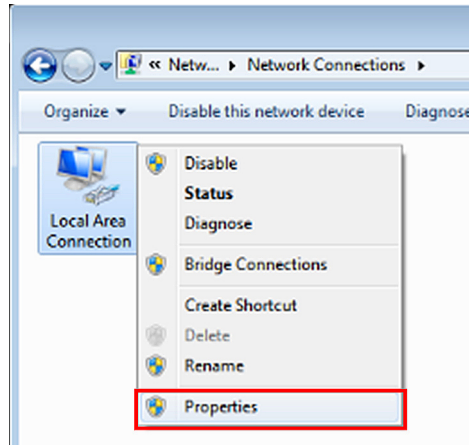 « Netw... ▸ Network Connections ▸
Organize ▾ Disable this network device Diagnose
Local Area
Connection
Disable
Status
Diagnose
Bridge Connections
Create Shortcut
Delete
Rename
Properties